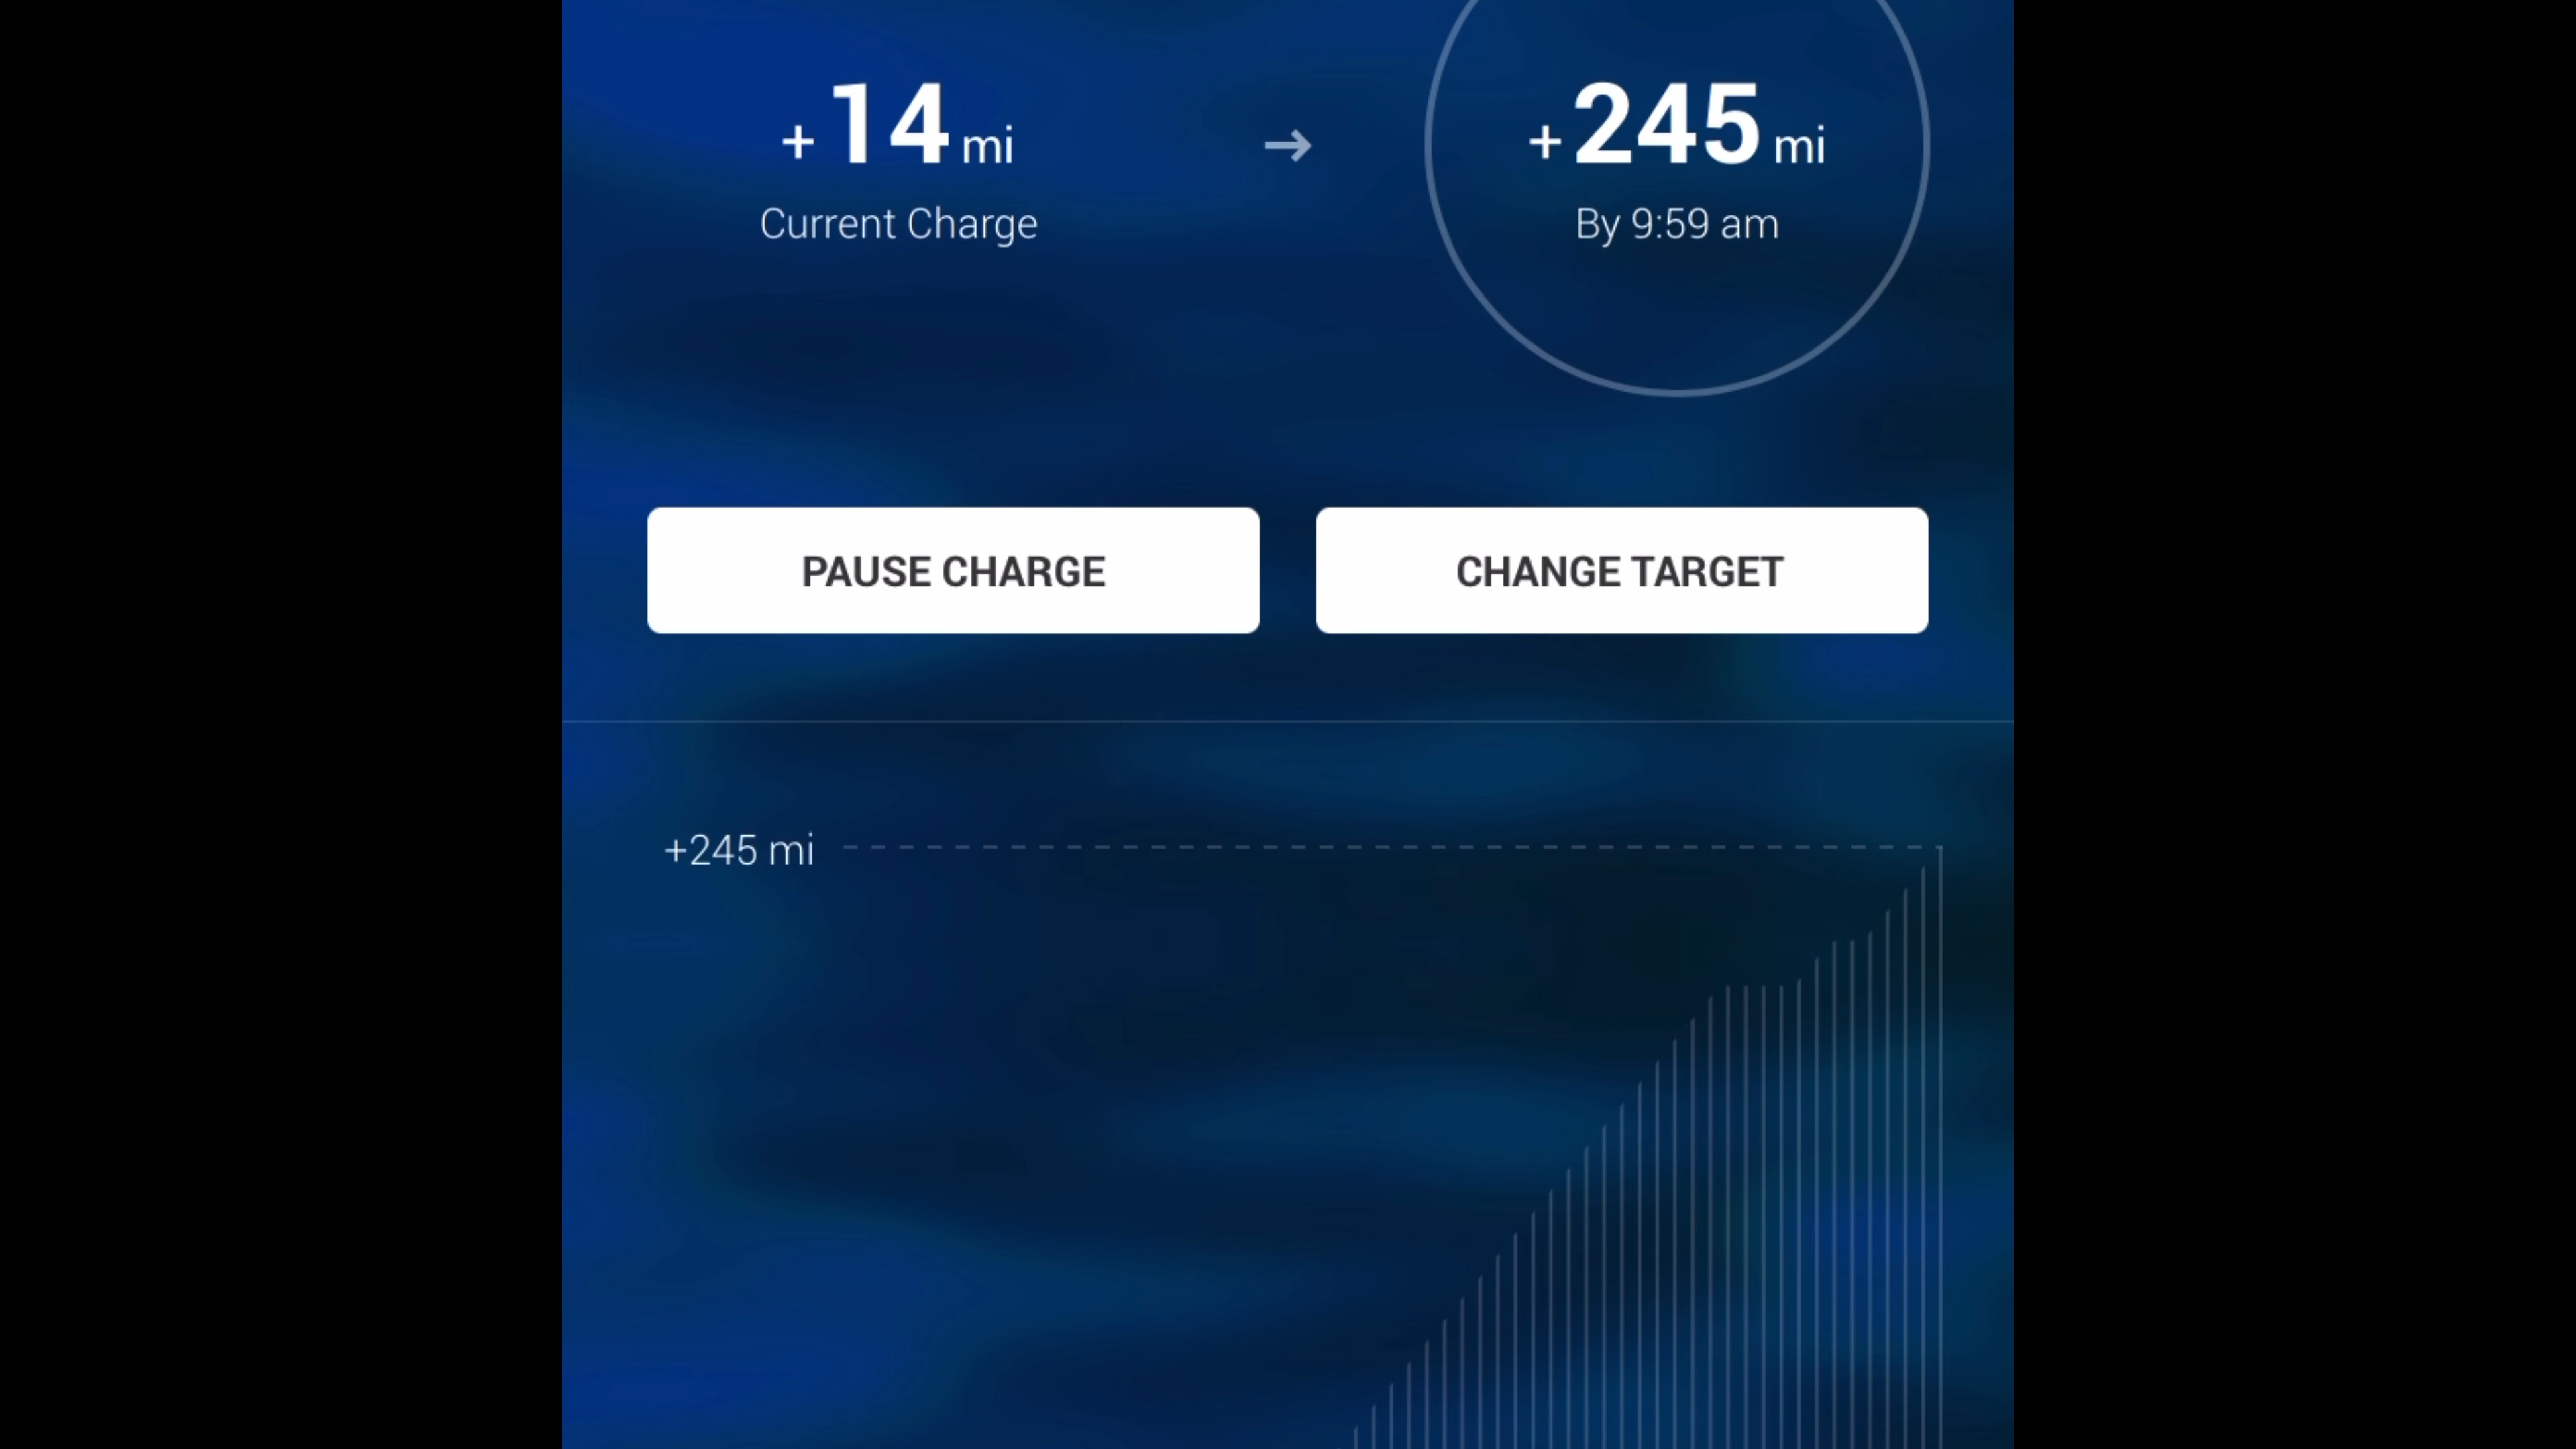 +14 mi → +245 mi
Current Charge By 9:59 am
PAUSE CHARGE CHANGE TARGET
+245 mi